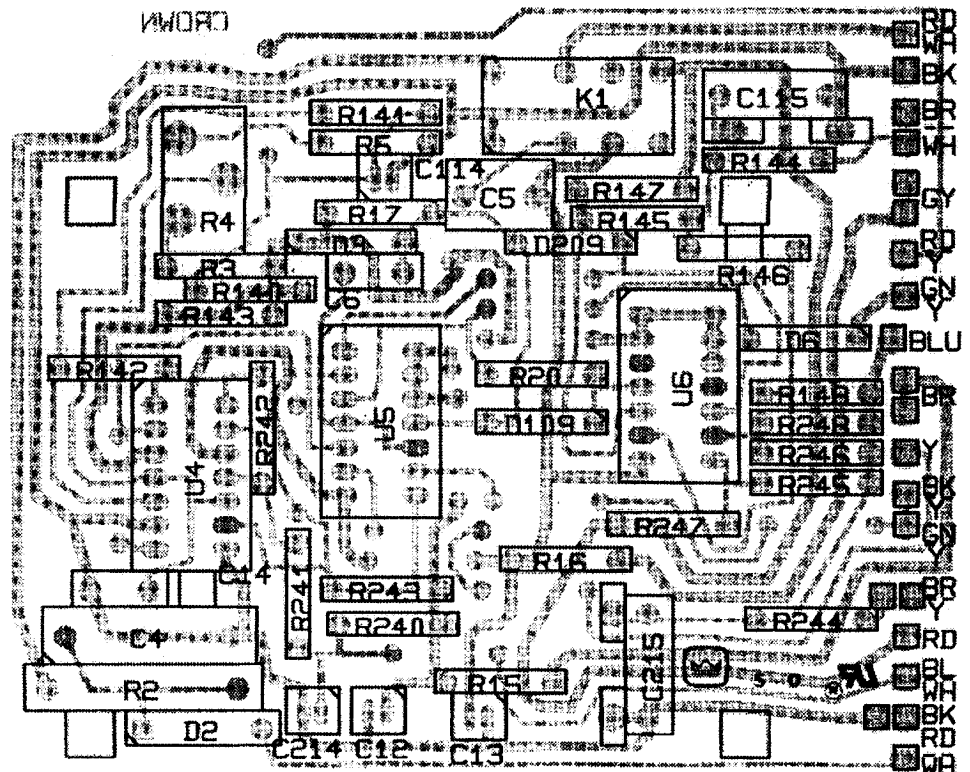 CROWN
RD
WH
BK
K1
C115
R141
BR
R5
WH
R144
C114
R147
GY
C5
R4
R17
R145
D9
D209
RD
Y
R3
R146
GN
Y
R143
D6
BLU
R142
R20
U6
R148
BR
R242
U5
D109
R248
R246
Y
U4
R245
BK
Y
R247
GN
Y
R16
C14
R243
R241
BR
Y
R240
R244
C4
RD
C215
R15
BL
WH
R2
BK
D2
C214
C12
C13
RD